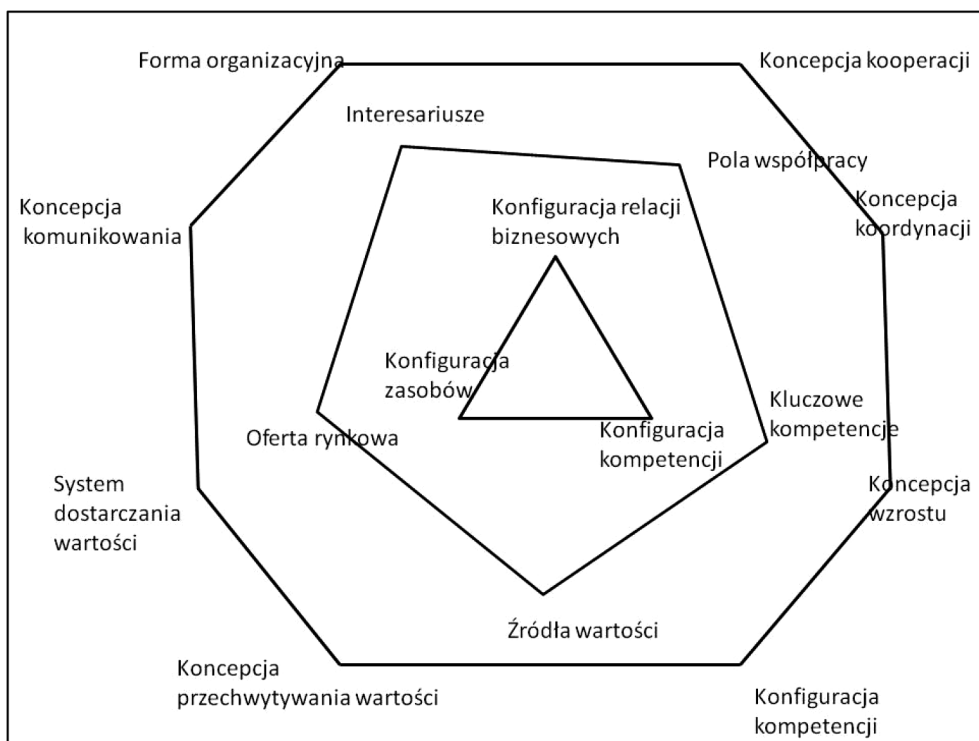 Forma organizacyjna
Koncepcja kooperacji
Interesariusze
Pola współpracy
Koncepcja
komunikowania
Konfiguracja relacji
biznesowych
Koncepcja
koordynacji
Konfiguracja
zasobów
Kluczowe
kompetencje
Oferta rynkowa
Konfiguracja
kompetencji
System
dostarczania
wartości
Koncepcja
wzrostu
Źródła wartości
Koncepcja
przechwytywania wartości
Konfiguracja
kompetencji